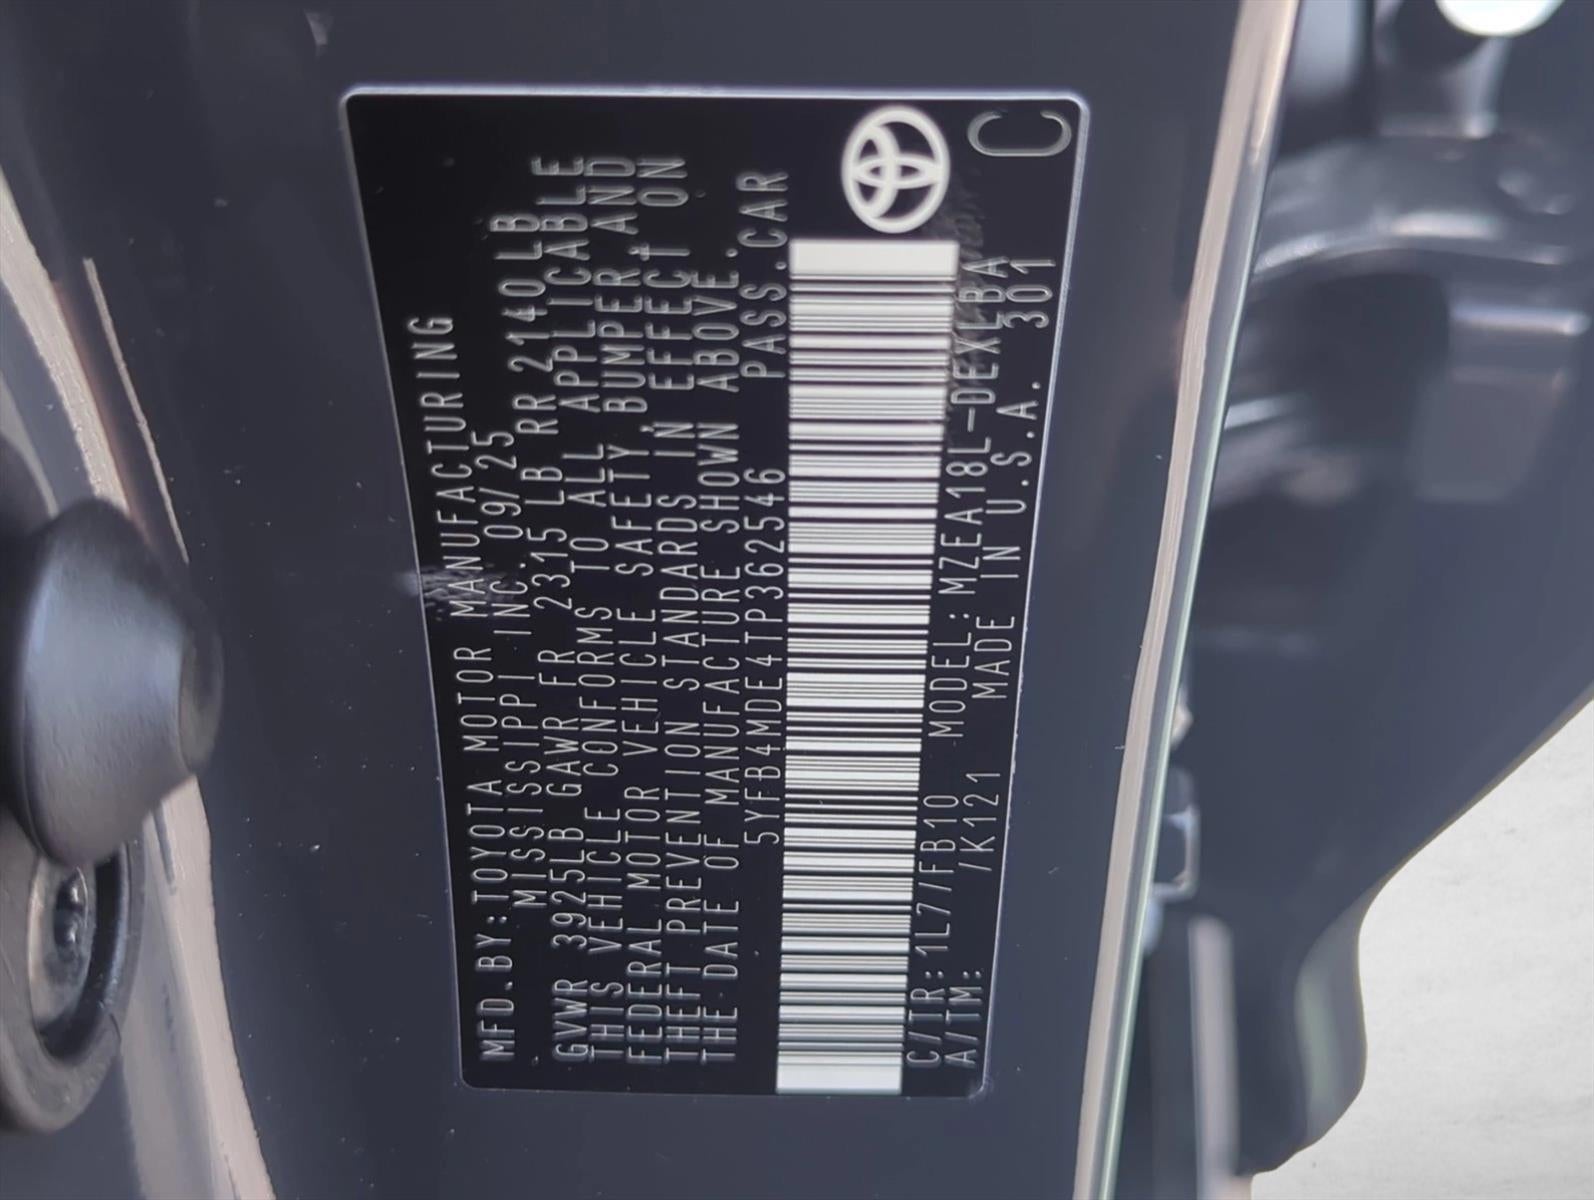 MFD.BY:TOYOTA MOTOR MANUFACTURING
MISSISSIPPI INC. 09/25
GVWR 3925LB GAWR FR 2315LB RR 2140LB
THIS VEHICLE CONFORMS TO ALL APPLICABLE
FEDERAL MOTOR VEHICLE SAFETY, BUMPER AND
THEFT PREVENTION STANDARDS IN EFFECT ON
THE DATE OF MANUFACTURE SHOWN ABOVE.
5YFB4MDE4TP362546 PASS.CAR
C/TR:1L7/FB10 MODEL:MZEA18L-DEXLBA
A/TM: /K121 MADE IN U.S.A. 301
C